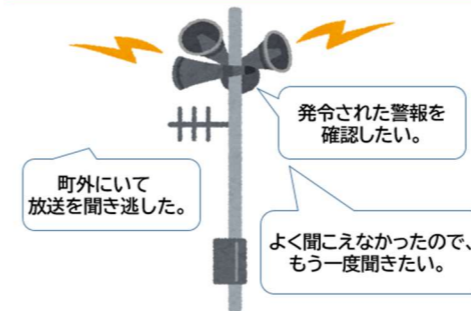 発令された警報を
確認したい。
町外にいて
放送を聞き逃した。
よく聞こえなかったので、
もう一度聞きたい。